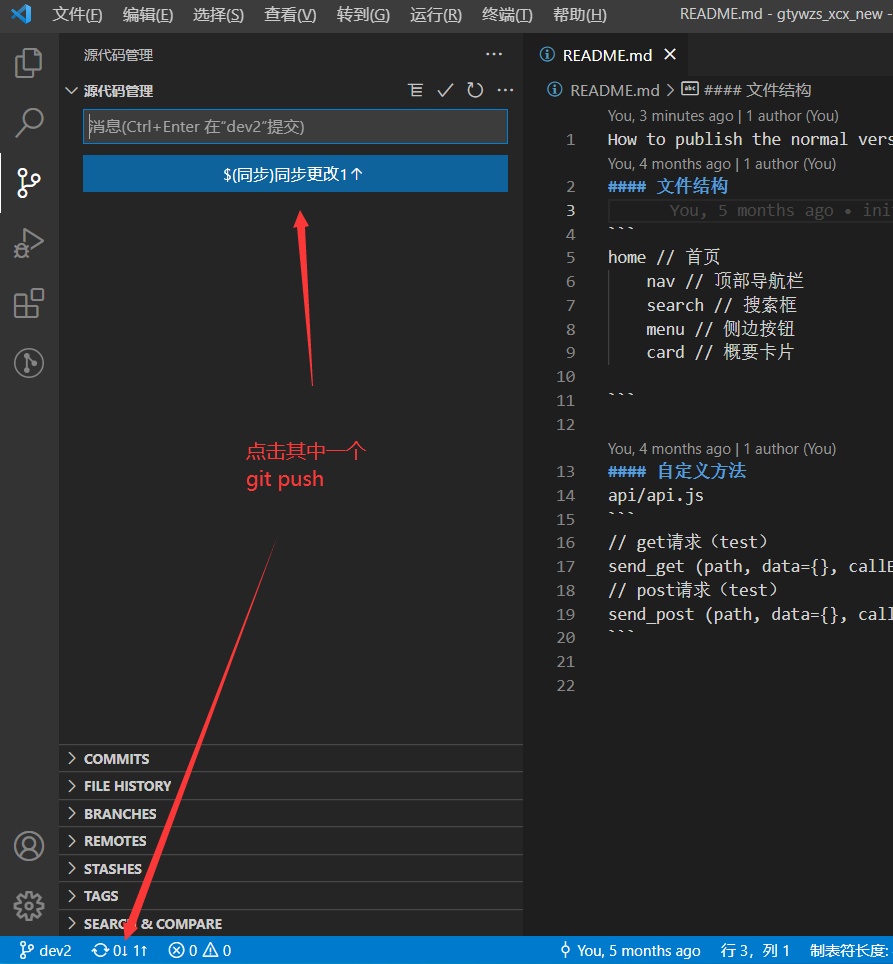 文件(F) 编辑(E) 选择(S) 查看(V) 转到(G) 运行(R) 终端(T) 帮助(H) README.md - gtywzs_xcx_new -
源代码管理
源代码管理
消息(Ctrl+Enter 在“dev2”提交)
$(同步)同步更改1↑
点击其中一个
git push
COMMITS
FILE HISTORY
BRANCHES
REMOTES
STASHES
TAGS
SEARCH & COMPARE
README.md
README.md > #### 文件结构
You, 3 minutes ago | 1 author (You)
1 How to publish the normal vers
You, 4 months ago | 1 author (You)
2 #### 文件结构
3 You, 5 months ago • ini
4 ```
5 home // 首页
6 nav // 顶部导航栏
7 search // 搜索框
8 menu // 侧边按钮
9 card // 概要卡片
10
11 ```
12
You, 4 months ago | 1 author (You)
13 #### 自定义方法
14 api/api.js
15 ```
16 // get请求（test）
17 send_get (path, data={}, callB
18 // post请求（test）
19 send_post (path, data={}, call
20 ```
21
22
dev2 0↓ 1↑ 0 0 You, 5 months ago 行 3，列 1 制表符长度: